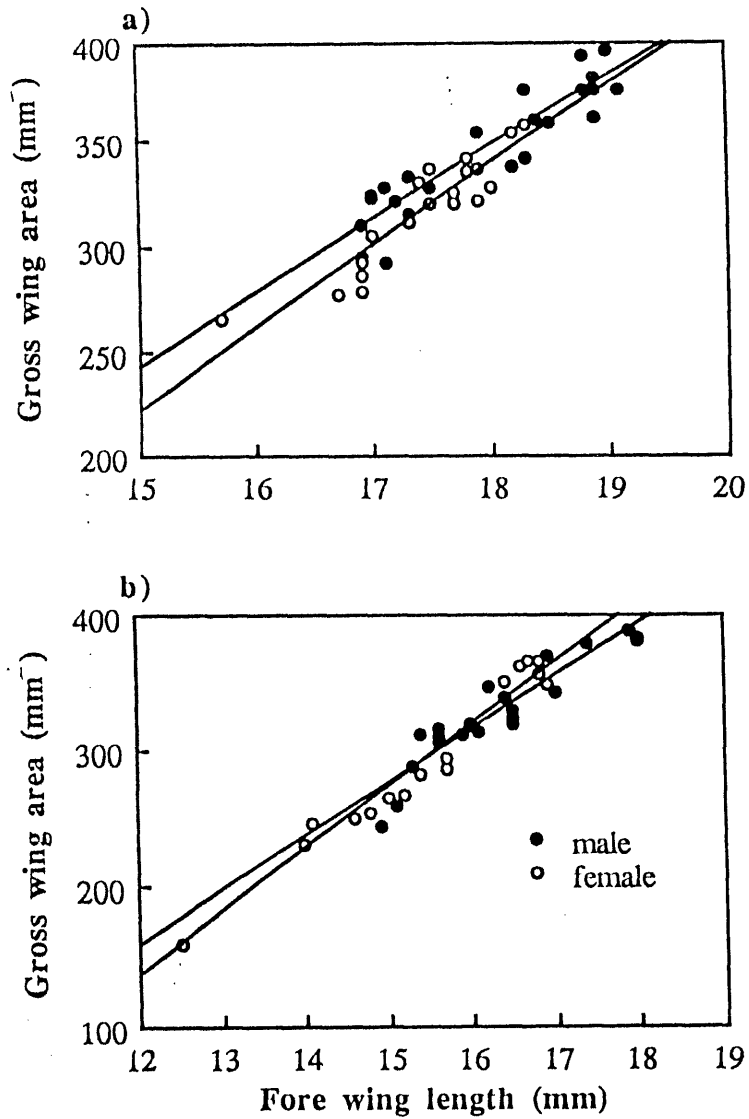 a)
400
350
300
250
200
Gross wing area (mm¯)
15 16 17 18 19 20
b)
400
300
200
100
Gross wing area (mm¯)
male
female
12 13 14 15 16 17 18 19
Fore wing length (mm)